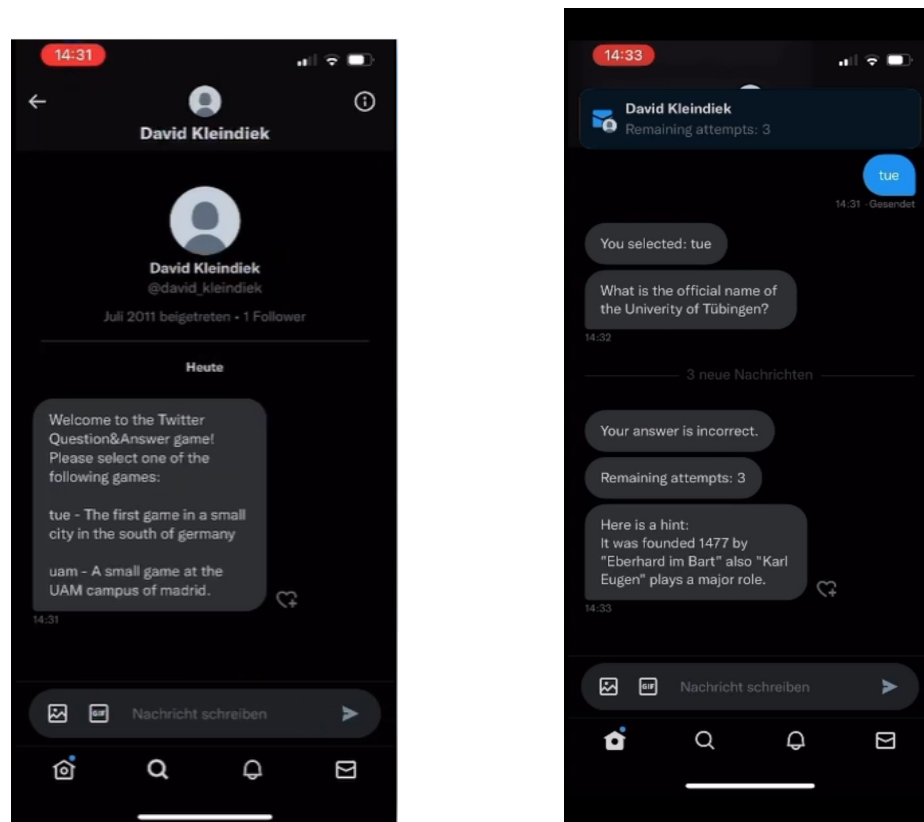 14:31
David Kleindiek
David Kleindiek
@david_kleindiek
Juli 2011 beigetreten • 1 Follower
Heute
Welcome to the Twitter
Question&Answer game!
Please select one of the
following games:
tue - The first game in a small
city in the south of germany
uam - A small game at the
UAM campus of madrid.
14:31
GIF
Nachricht schreiben
14:33
David Kleindiek
Remaining attempts: 3
tue
14:31 · Gesendet
You selected: tue
What is the official name of
the Univerity of Tübingen?
14:32
3 neue Nachrichten
Your answer is incorrect.
Remaining attempts: 3
Here is a hint:
It was founded 1477 by
"Eberhard im Bart" also "Karl
Eugen" plays a major role.
14:33
GIF
Nachricht schreiben